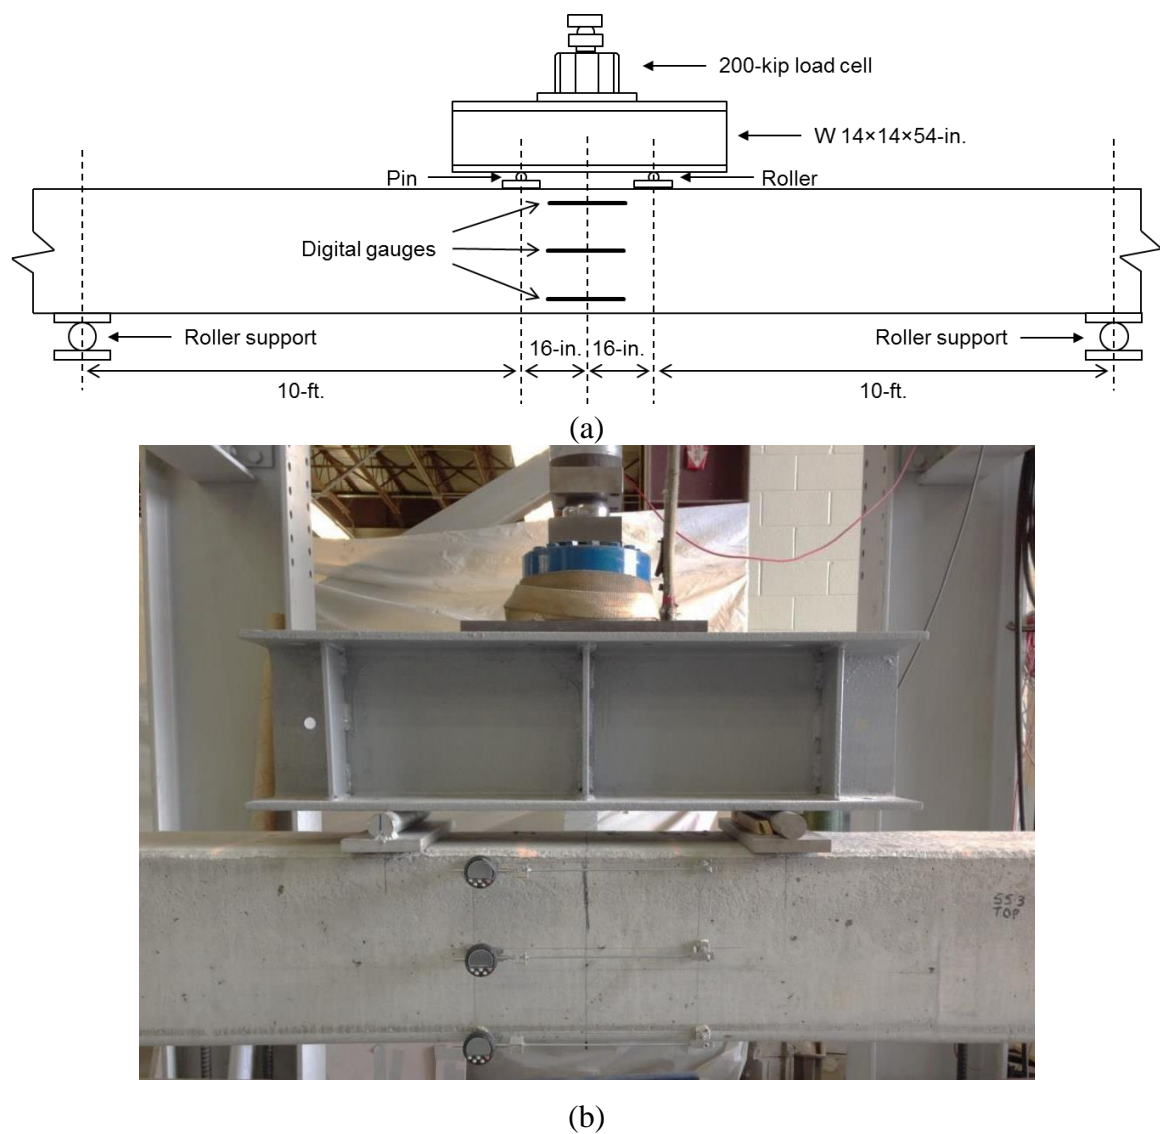 200-kip load cell
W 14×14×54-in.
Pin
Roller
Digital gauges
Roller support
Roller support
16-in.
16-in.
10-ft.
10-ft.
(a)
553
TOP
(b)